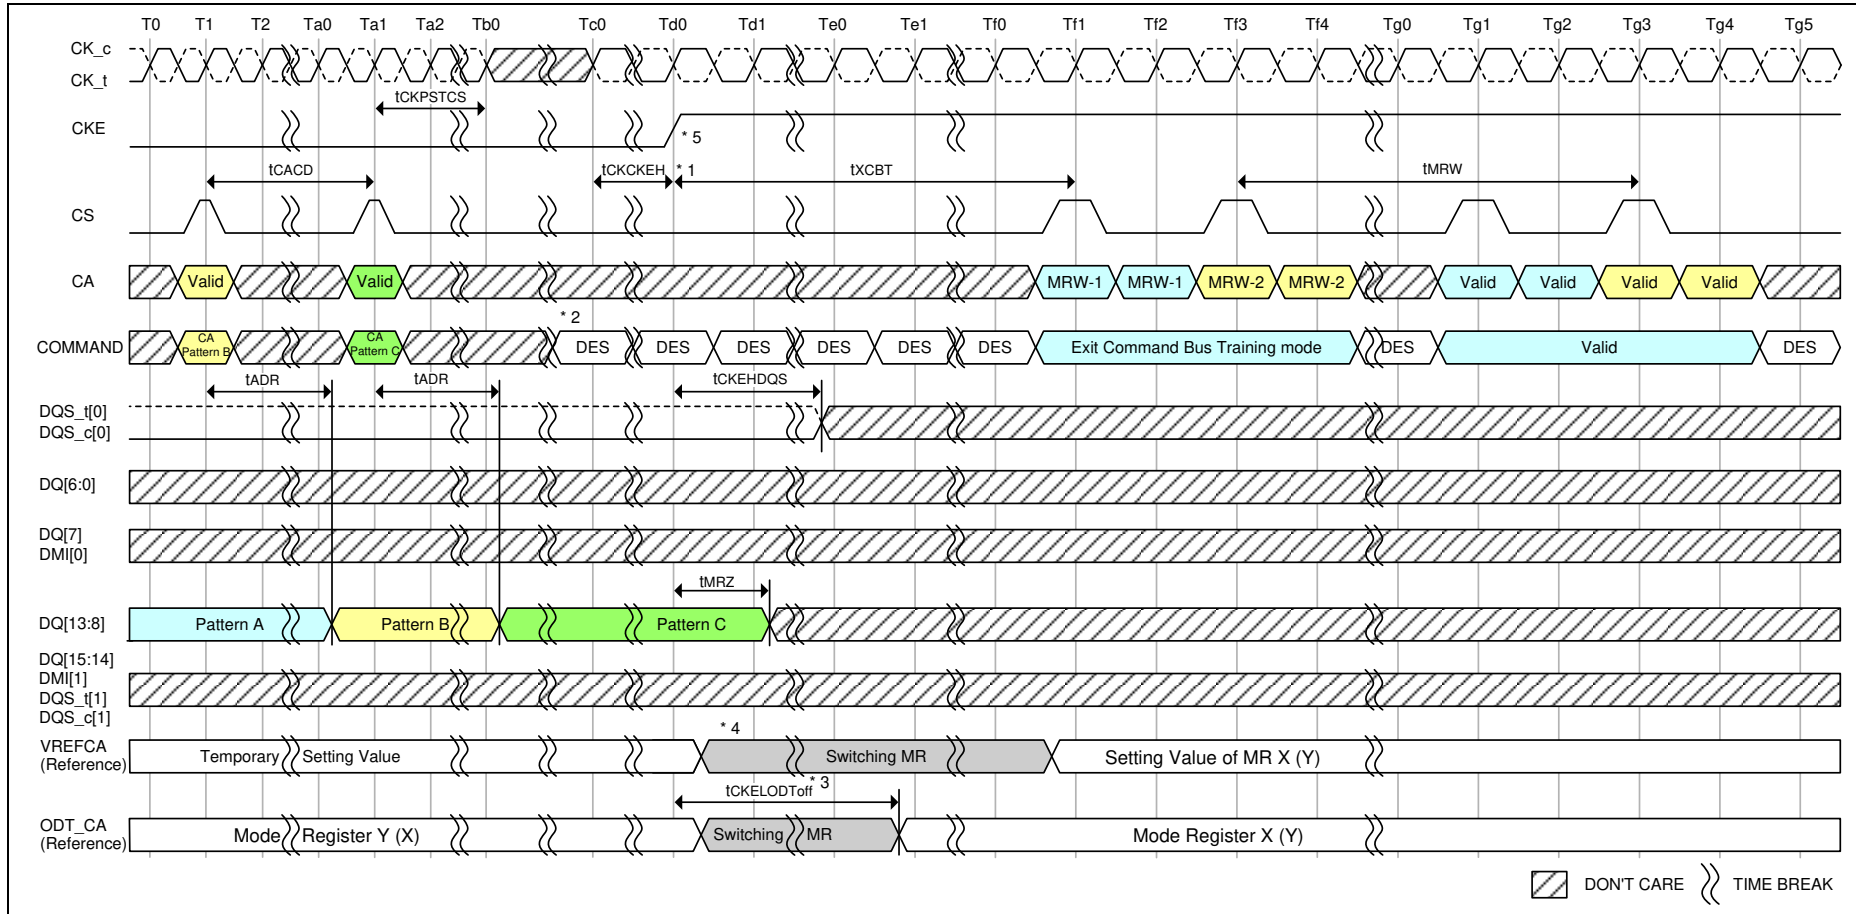 T0 T1 T2 Ta0 Ta1 Ta2 Tb0 Tc0 Td0 Td1 Te0 Te1 Tf0 Tf1 Tf2 Tf3 Tf4 Tg0 Tg1 Tg2 Tg3 Tg4 Tg5
CK_c
CK_t
tCKPSTCS
CKE
* 5
tCACD tCKCKEH * 1 tXCBT tMRW
CS
CA Valid Valid MRW-1 MRW-1 MRW-2 MRW-2 Valid Valid Valid Valid
* 2
COMMAND CA Pattern B CA Pattern C DES DES DES DES DES DES Exit Command Bus Training mode DES Valid DES
tADR tADR tCKEHDQS
DQS_t[0]
DQS_c[0]
DQ[6:0]
DQ[7]
DMI[0]
tMRZ
DQ[13:8] Pattern A Pattern B Pattern C
DQ[15:14]
DMI[1]
DQS_t[1]
DQS_c[1]
* 4
VREFCA
(Reference)
Temporary Setting Value Switching MR Setting Value of MR X (Y)
tCKELODToff * 3
ODT_CA
(Reference)
Mode Register Y (X) Switching MR Mode Register X (Y)
DON'T CARE TIME BREAK